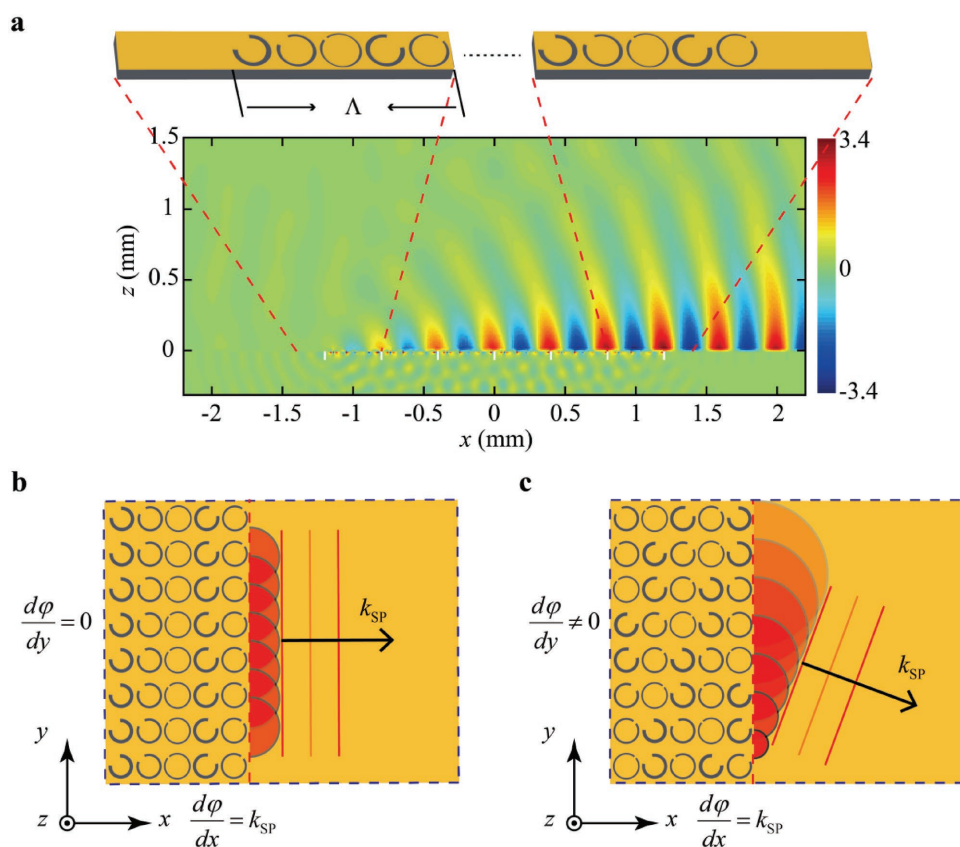 a
Λ
1.5
1
0.5
0
z (mm)
-2 -1.5 -1 -0.5 0 0.5 1 1.5 2
x (mm)
3.4
0
-3.4
b
dφ/dy = 0
k_SP
y
z
x
dφ/dx = k_SP
c
dφ/dy ≠ 0
k_SP
y
z
x
dφ/dx = k_SP